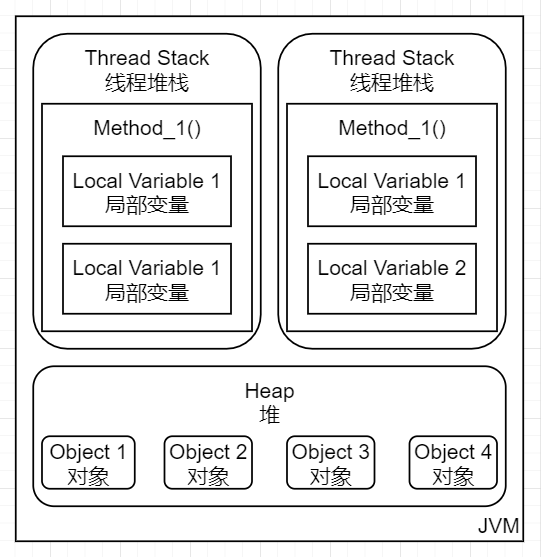 Thread Stack
线程堆栈
Method_1()
Local Variable 1
局部变量
Local Variable 1
局部变量
Thread Stack
线程堆栈
Method_1()
Local Variable 1
局部变量
Local Variable 2
局部变量
Heap
堆
Object 1
对象
Object 2
对象
Object 3
对象
Object 4
对象
JVM